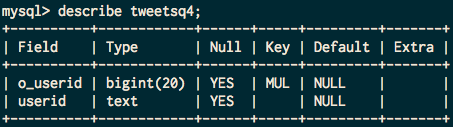 mysql> describe tweetsq4;
+----------+------------+------+-----+---------+-------+
| Field    | Type       | Null | Key | Default | Extra |
+----------+------------+------+-----+---------+-------+
| o_userid | bigint(20) | YES  | MUL | NULL    |       |
| userid   | text       | YES  |     | NULL    |       |
+----------+------------+------+-----+---------+-------+